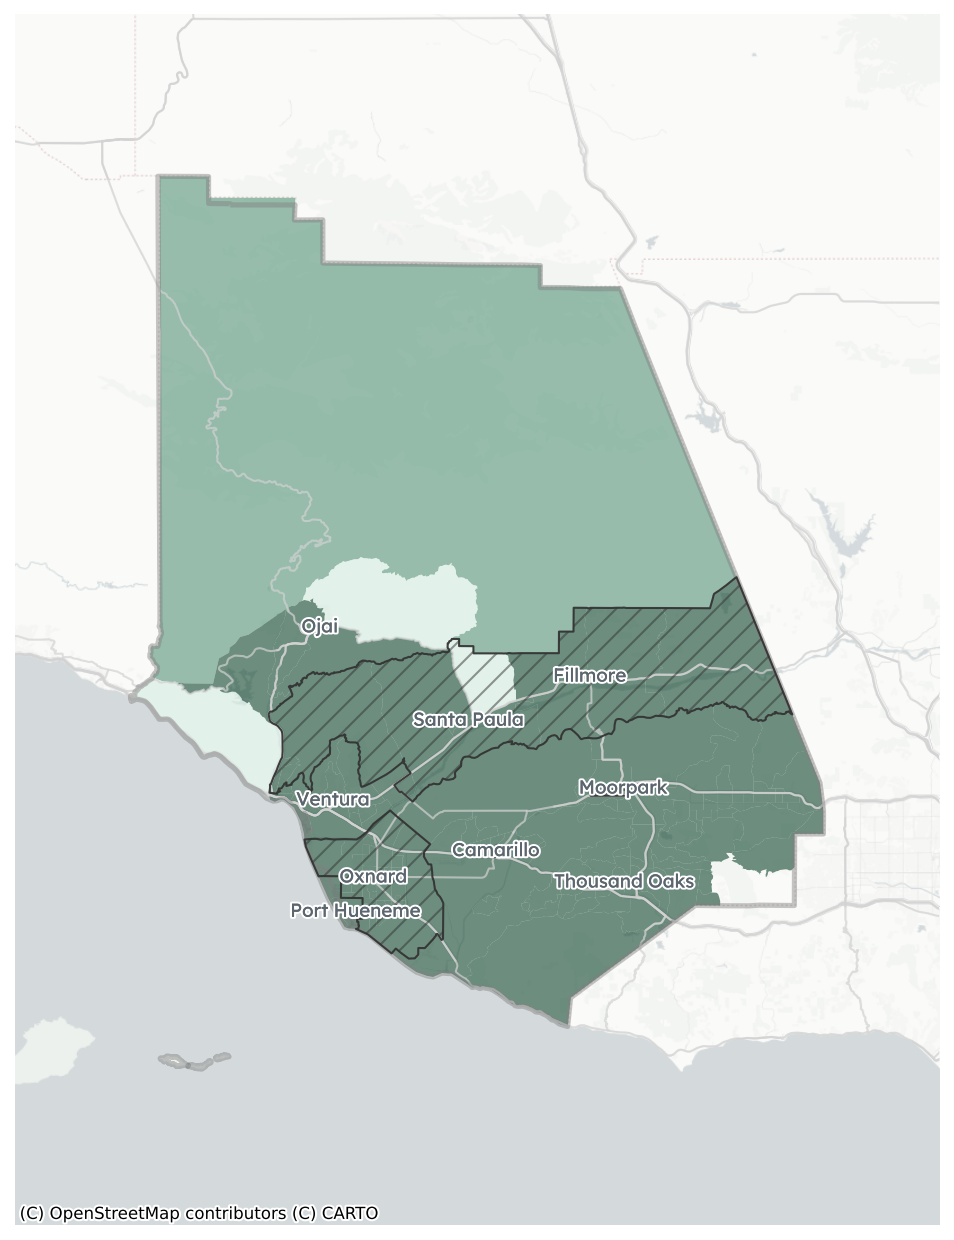 Ojai
Fillmore
Santa Paula
Moorpark
Ventura
Camarillo
Oxnard
Thousand Oaks
Port Hueneme
(C) OpenStreetMap contributors (C) CARTO